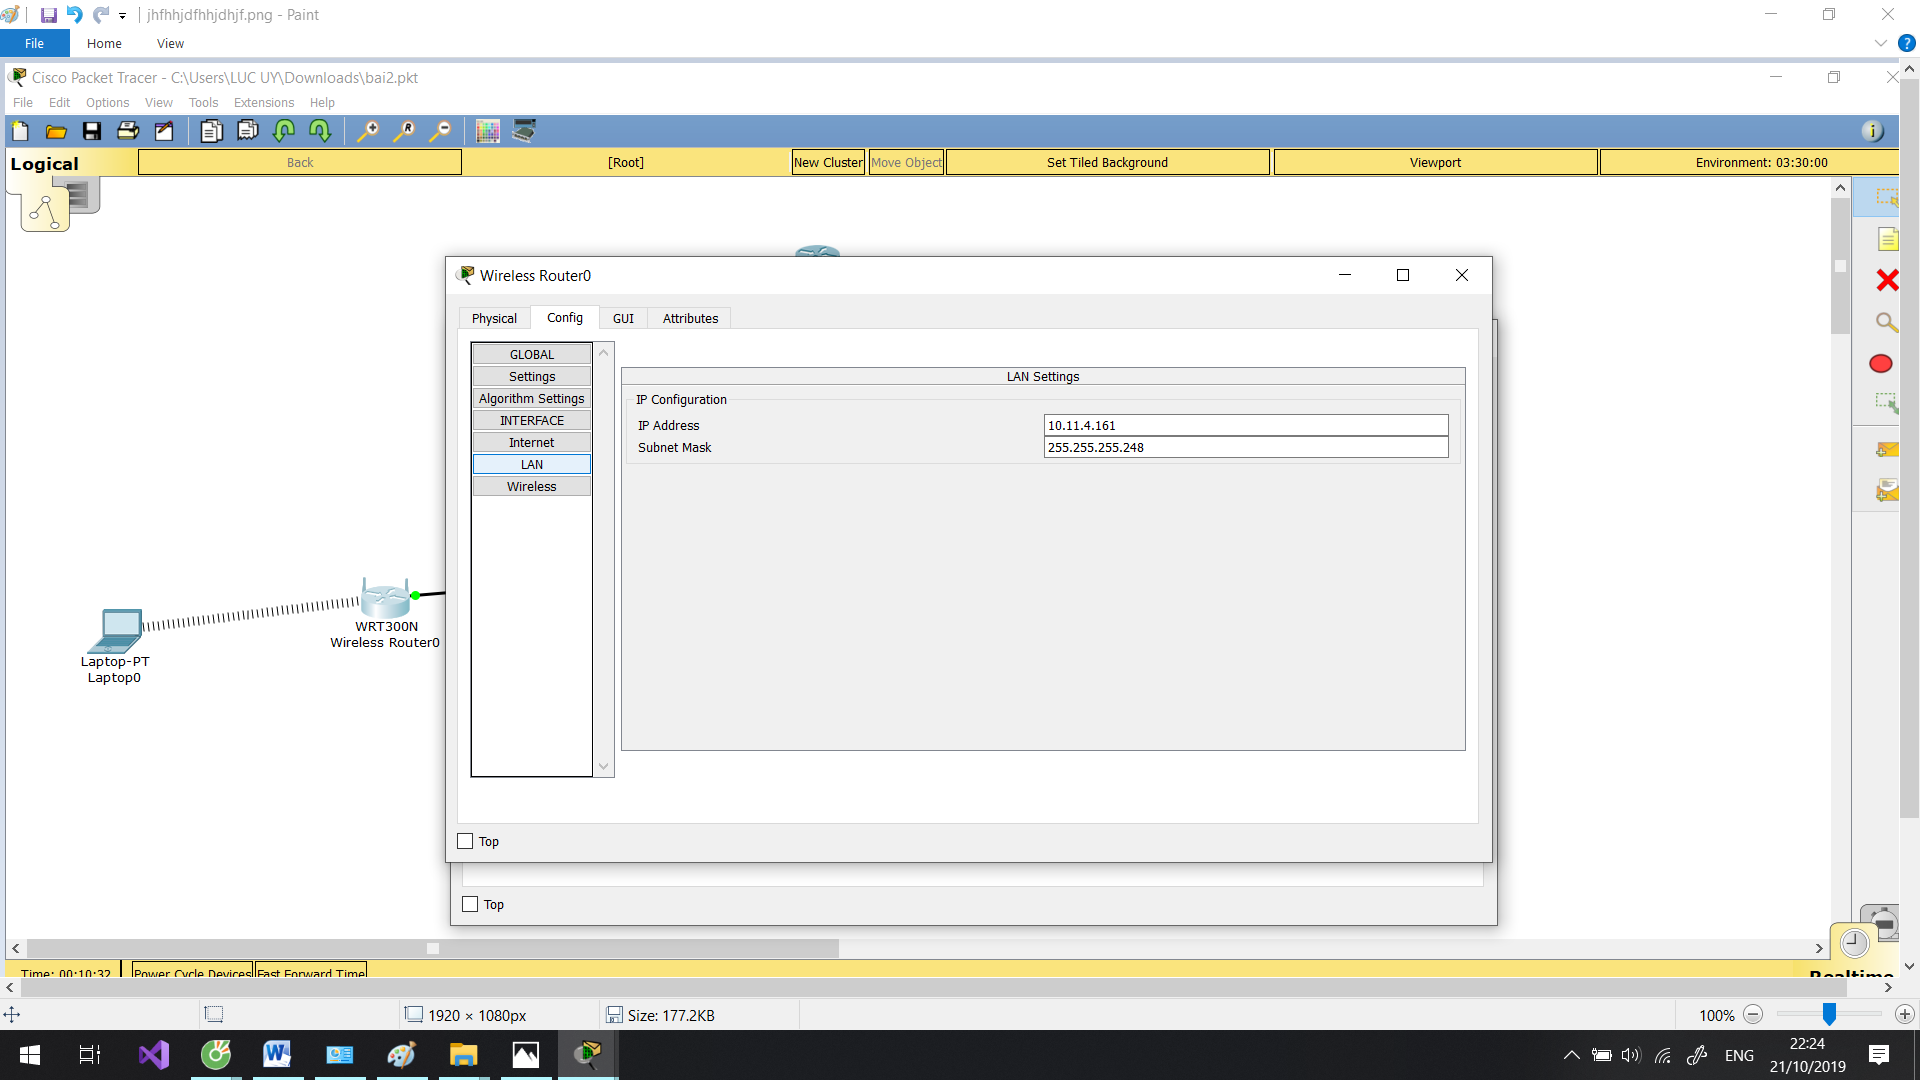 jhfhhjdfhhjdhjf.png - Paint
File Home View
Cisco Packet Tracer - C:\Users\LUC UY\Downloads\bai2.pkt
File Edit Options View Tools Extensions Help
Logical Back [Root] New Cluster Move Object Set Tiled Background Viewport Environment: 03:30:00
Wireless Router0
Physical Config GUI Attributes
GLOBAL
Settings
Algorithm Settings
INTERFACE
Internet
LAN
Wireless
LAN Settings
IP Configuration
IP Address 10.11.4.161
Subnet Mask 255.255.255.248
WRT300N
Wireless Router0
Laptop-PT
Laptop0
Top
Top
Time: 00:10:32 Power Cycle Devices Fast Forward Time Realtime
1920 × 1080px Size: 177.2KB 100%
ENG
22:24
21/10/2019